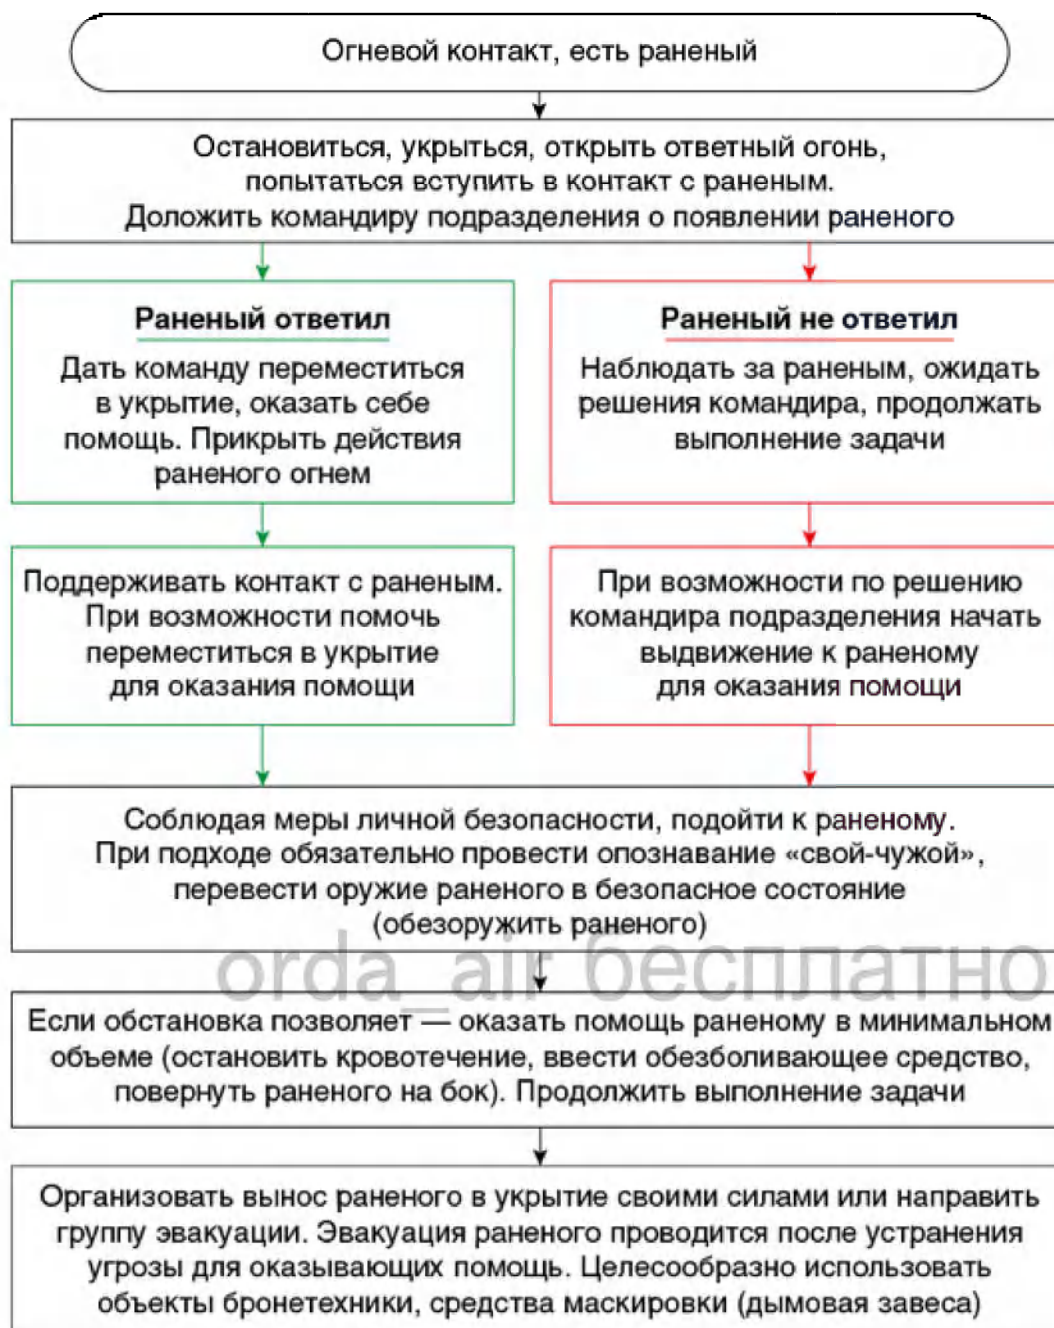 Огневой контакт, есть раненый
Остановиться, укрыться, открыть ответный огонь,
попытаться вступить в контакт с раненым.
Доложить командиру подразделения о появлении раненого
Раненый ответил
Дать команду переместиться
в укрытие, оказать себе
помощь. Прикрыть действия
раненого огнем
Раненый не ответил
Наблюдать за раненым, ожидать
решения командира, продолжать
выполнение задачи
Поддерживать контакт с раненым.
При возможности помочь
переместиться в укрытие
для оказания помощи
При возможности по решению
командира подразделения начать
выдвижение к раненому
для оказания помощи
Соблюдая меры личной безопасности, подойти к раненому.
При подходе обязательно провести опознавание «свой-чужой»,
перевести оружие раненого в безопасное состояние
(обезоружить раненого)
orda_air бесплатно
Если обстановка позволяет — оказать помощь раненому в минимальном
объеме (остановить кровотечение, ввести обезболивающее средство,
повернуть раненого на бок). Продолжить выполнение задачи
Организовать вынос раненого в укрытие своими силами или направить
группу эвакуации. Эвакуация раненого проводится после устранения
угрозы для оказывающих помощь. Целесообразно использовать
объекты бронетехники, средства маскировки (дымовая завеса)